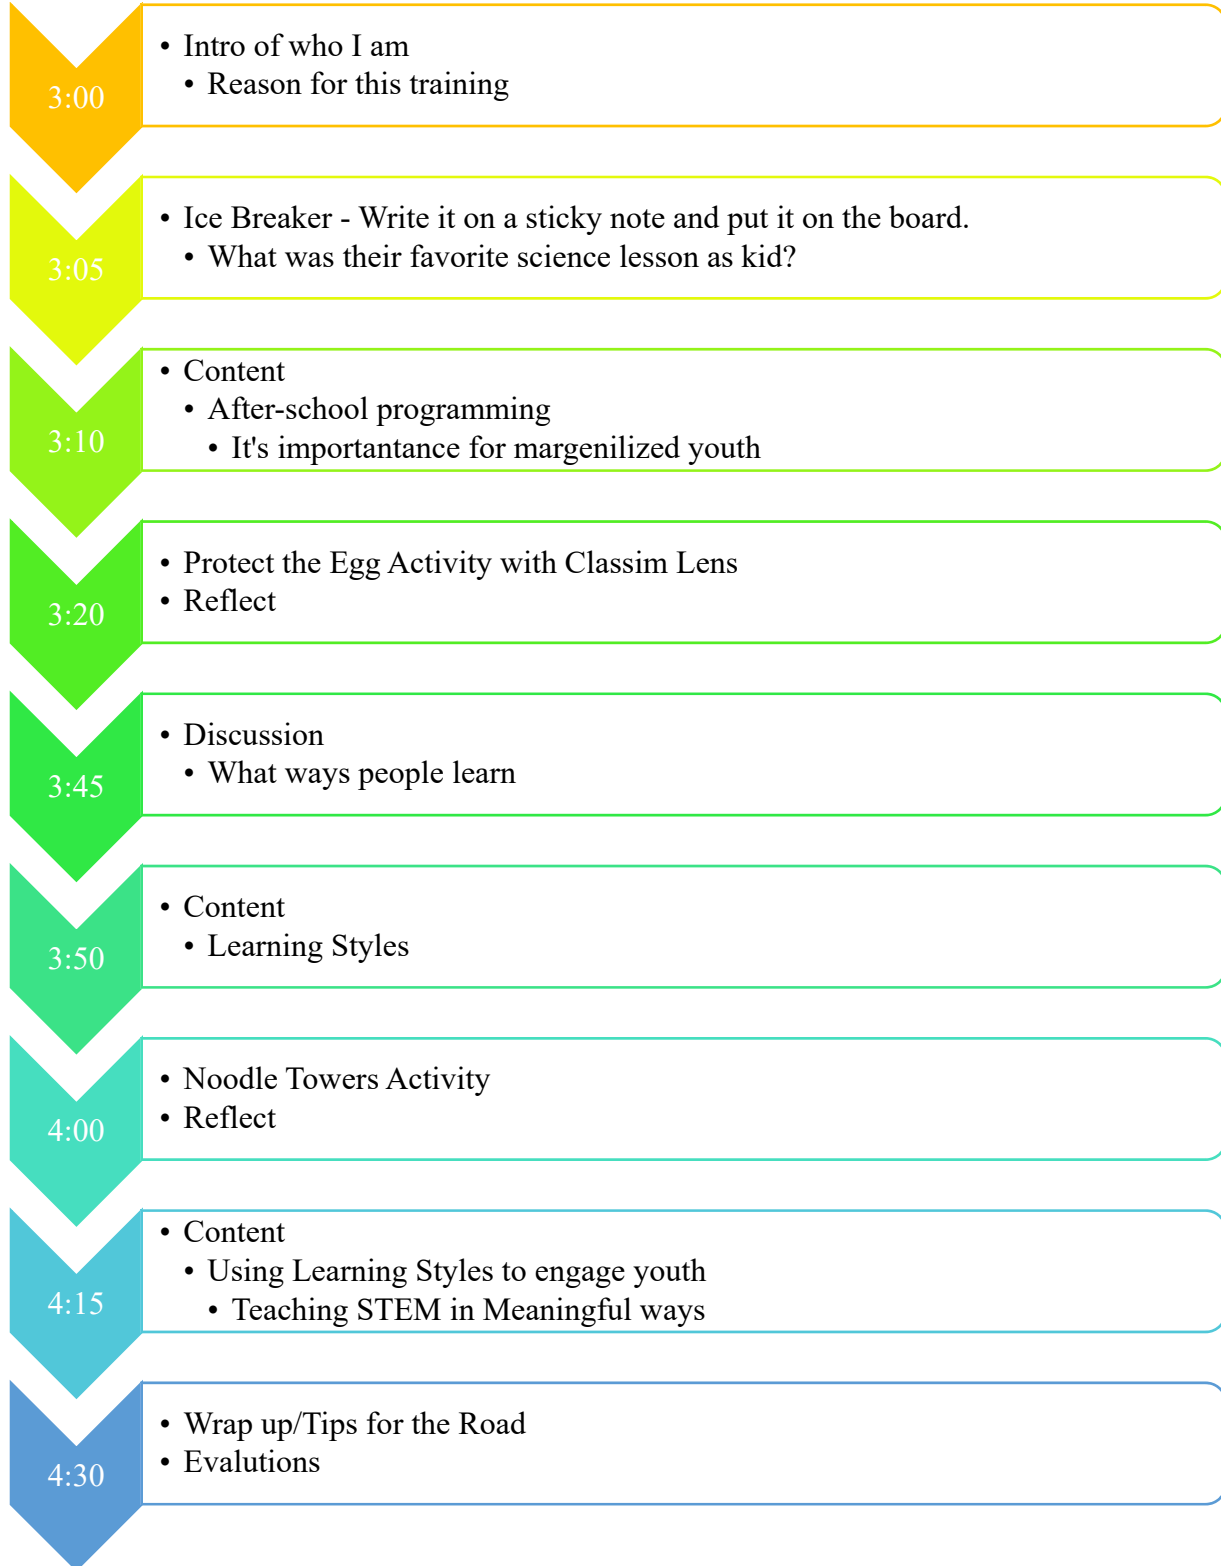 3:00
• Intro of who I am
• Reason for this training
3:05
• Ice Breaker - Write it on a sticky note and put it on the board.
• What was their favorite science lesson as kid?
3:10
• Content
• After-school programming
• It's importantance for margenilized youth
3:20
• Protect the Egg Activity with Classim Lens
• Reflect
3:45
• Discussion
• What ways people learn
3:50
• Content
• Learning Styles
4:00
• Noodle Towers Activity
• Reflect
4:15
• Content
• Using Learning Styles to engage youth
• Teaching STEM in Meaningful ways
4:30
• Wrap up/Tips for the Road
• Evalutions